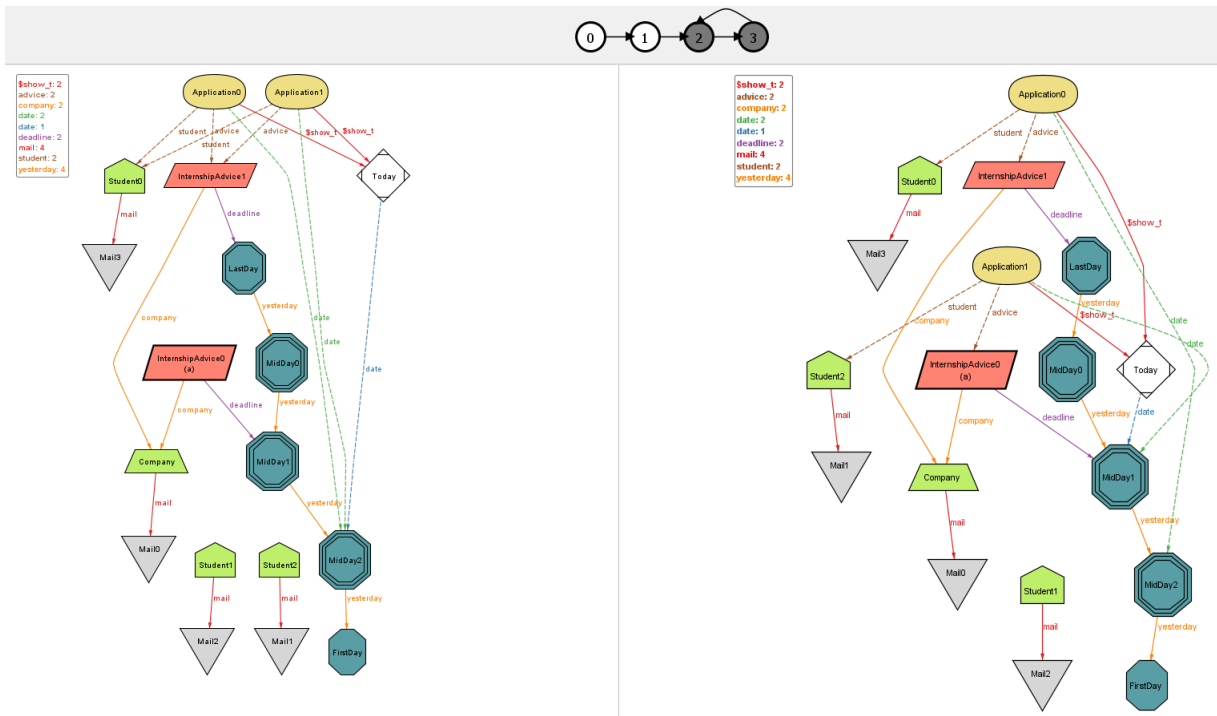 0 1 2 3
$show_t: 2
advice: 2
company: 2
date: 2
date: 1
deadline: 2
mail: 4
student: 2
yesterday: 4
Application0
Application1
student
advice
advice
student
$show_t
$show_t
Student0
InternshipAdvice1
Today
mail
deadline
Mail3
LastDay
yesterday
company
date
date
date
InternshipAdvice0
(a)
MidDay0
company
deadline
yesterday
Company
MidDay1
mail
yesterday
Mail0
Student1
Student2
MidDay2
mail
mail
yesterday
Mail2
Mail1
FirstDay
$show_t: 2
advice: 2
company: 2
date: 2
date: 1
deadline: 2
mail: 4
student: 2
yesterday: 4
Application0
student
advice
Student0
InternshipAdvice1
mail
deadline
$show_t
Mail3
Application1
LastDay
student
advice
company
yesterday
$show_t
date
date
Student2
InternshipAdvice0
(a)
MidDay0
Today
mail
company
deadline
yesterday
date
Mail1
Company
MidDay1
mail
yesterday
Mail0
Student1
MidDay2
mail
yesterday
Mail2
FirstDay